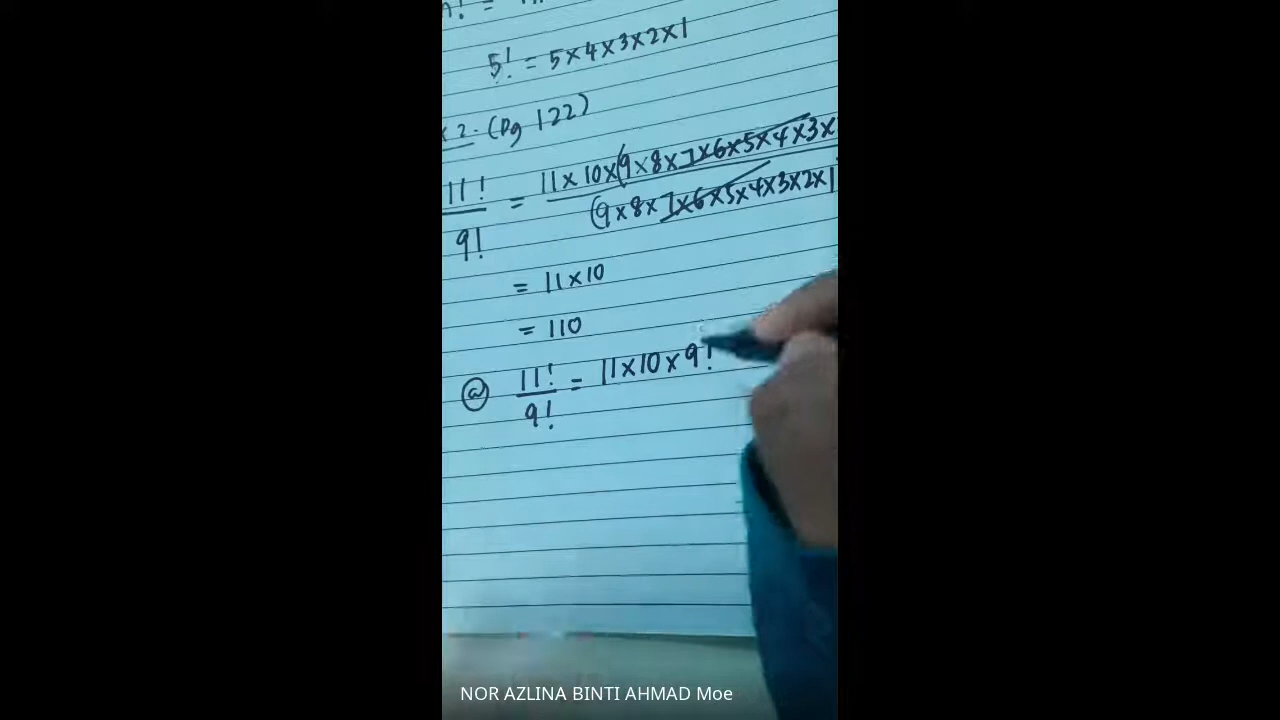 n! =
5! = 5×4×3×2×1
x 2. (Pg 122)
11!/9! = 11×10×(9×8×7×6×5×4×3×/(9×8×7×6×5×4×3×2×1
= 11×10
= 110
@ 11!/9! = 11×10×9!
NOR AZLINA BINTI AHMAD Moe